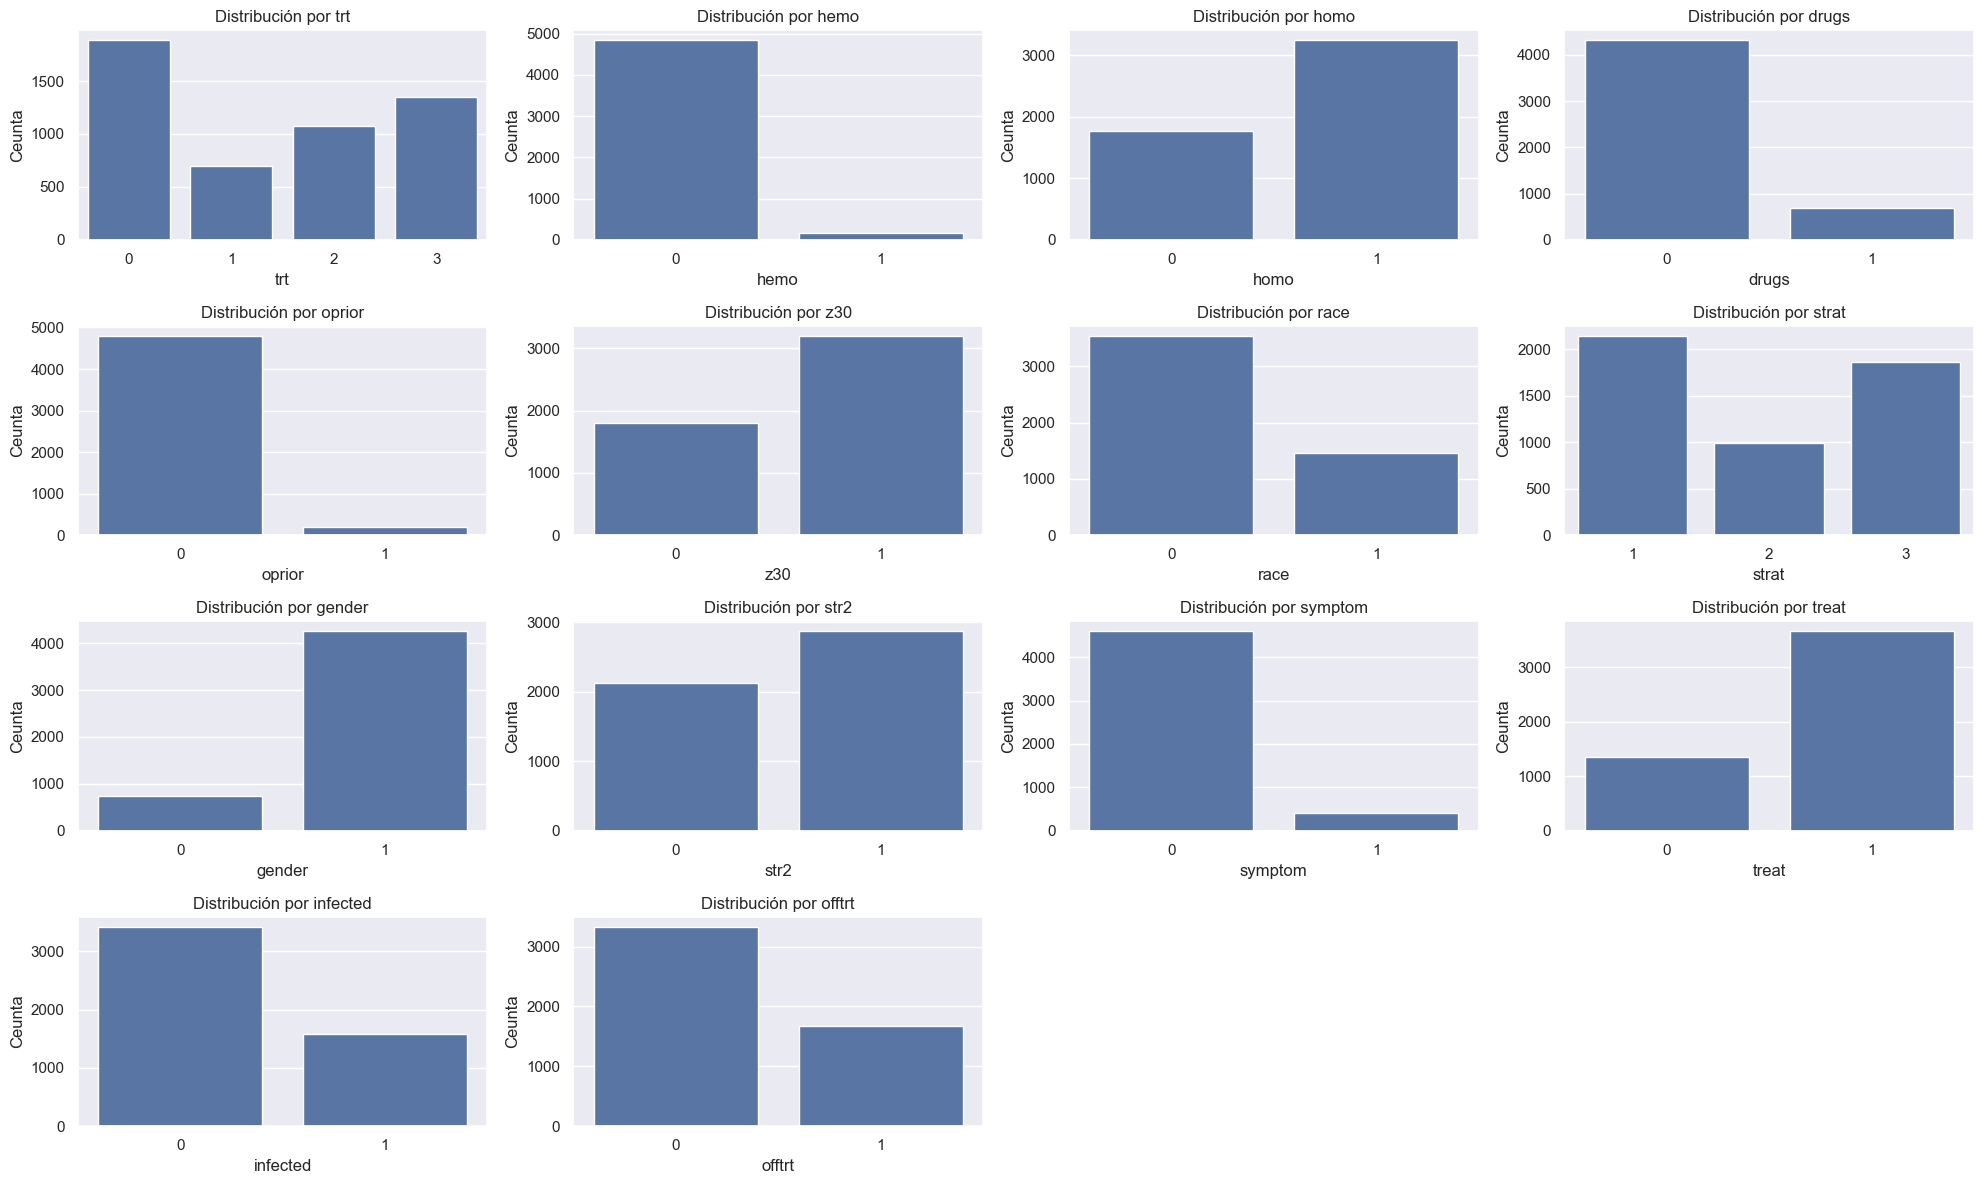 Distribución por trt
Ceunta
1500
1000
500
0
0 1 2 3
trt
Distribución por hemo
Ceunta
5000
4000
3000
2000
1000
0
0 1
hemo
Distribución por homo
Ceunta
3000
2000
1000
0
0 1
homo
Distribución por drugs
Ceunta
4000
3000
2000
1000
0
0 1
drugs
Distribución por oprior
Ceunta
5000
4000
3000
2000
1000
0
0 1
oprior
Distribución por z30
Ceunta
3000
2000
1000
0
0 1
z30
Distribución por race
Ceunta
3000
2000
1000
0
0 1
race
Distribución por strat
Ceunta
2000
1500
1000
500
0
1 2 3
strat
Distribución por gender
Ceunta
4000
3000
2000
1000
0
0 1
gender
Distribución por str2
Ceunta
3000
2000
1000
0
0 1
str2
Distribución por symptom
Ceunta
4000
3000
2000
1000
0
0 1
symptom
Distribución por treat
Ceunta
3000
2000
1000
0
0 1
treat
Distribución por infected
Ceunta
3000
2000
1000
0
0 1
infected
Distribución por offtrt
Ceunta
3000
2000
1000
0
0 1
offtrt